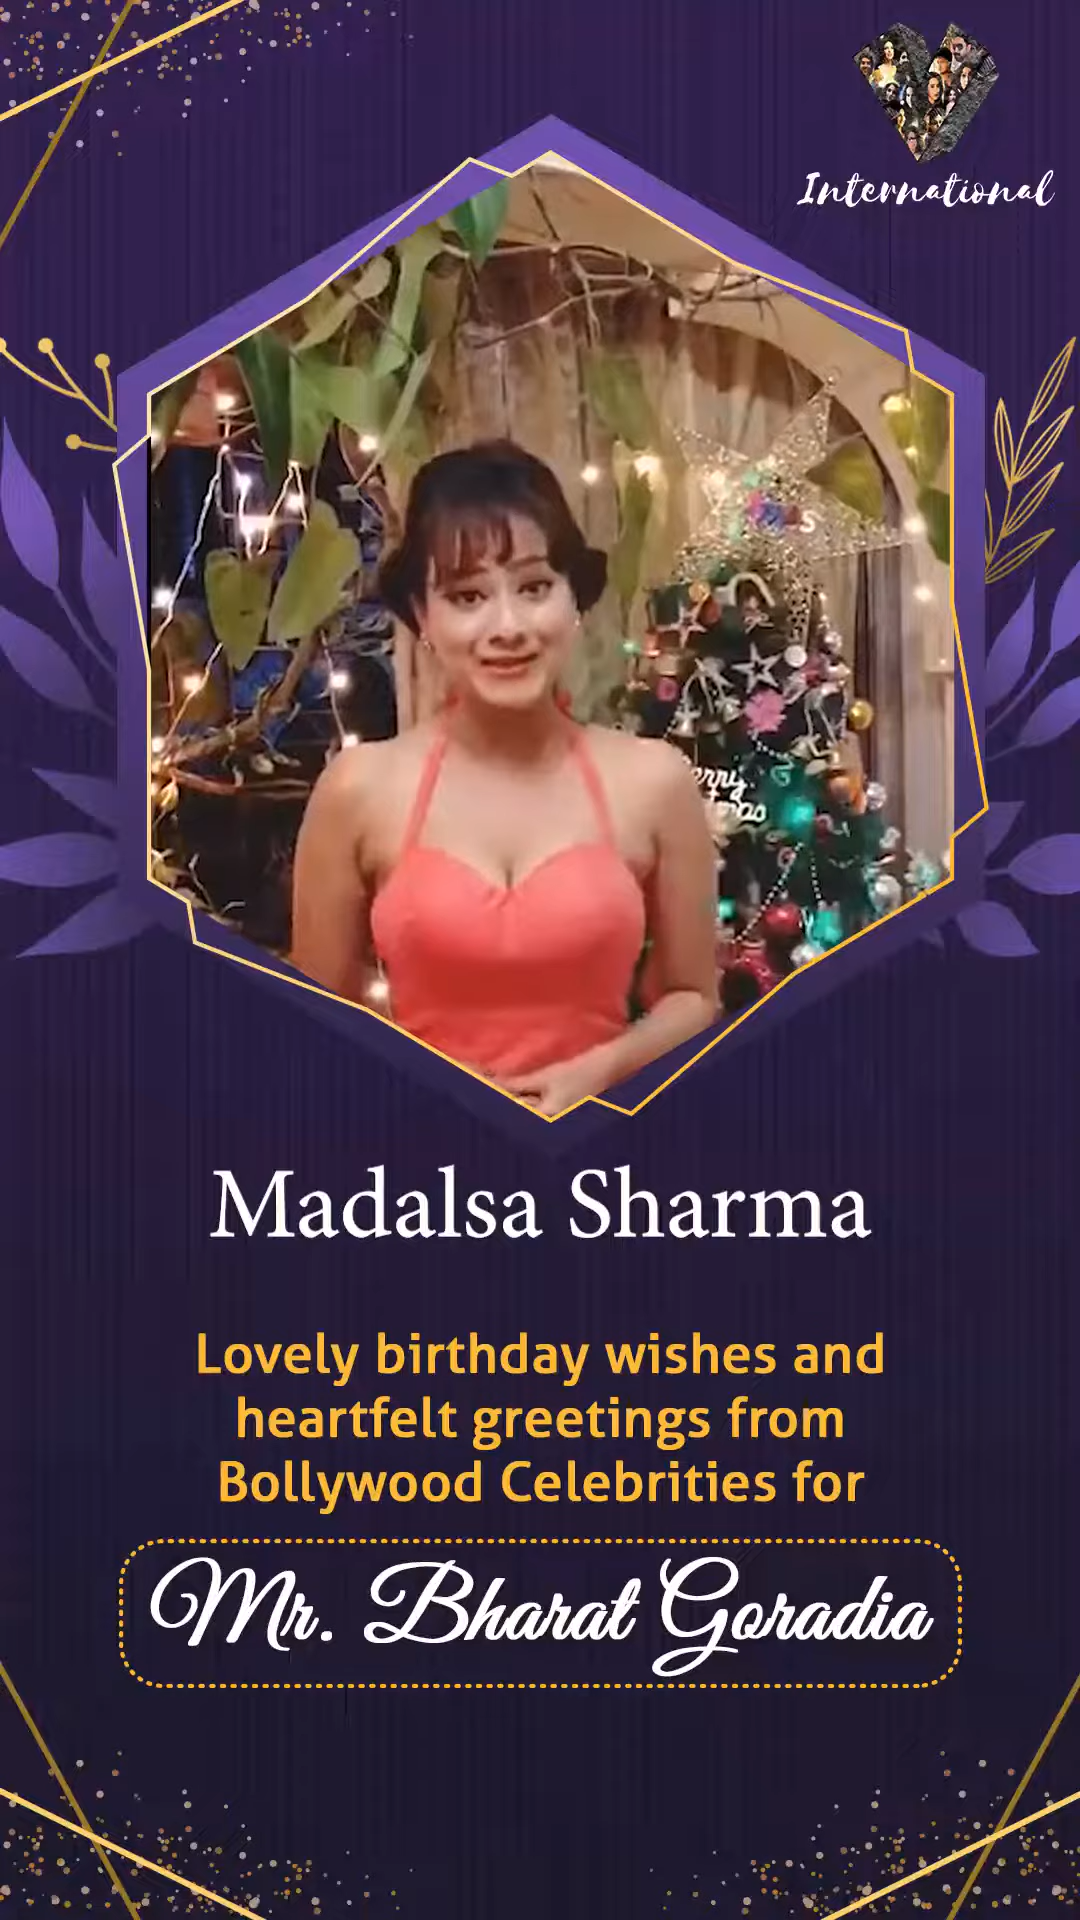 International
Madalsa Sharma
Lovely birthday wishes and
heartfelt greetings from
Bollywood Celebrities for
Mr. Bharat Goradia